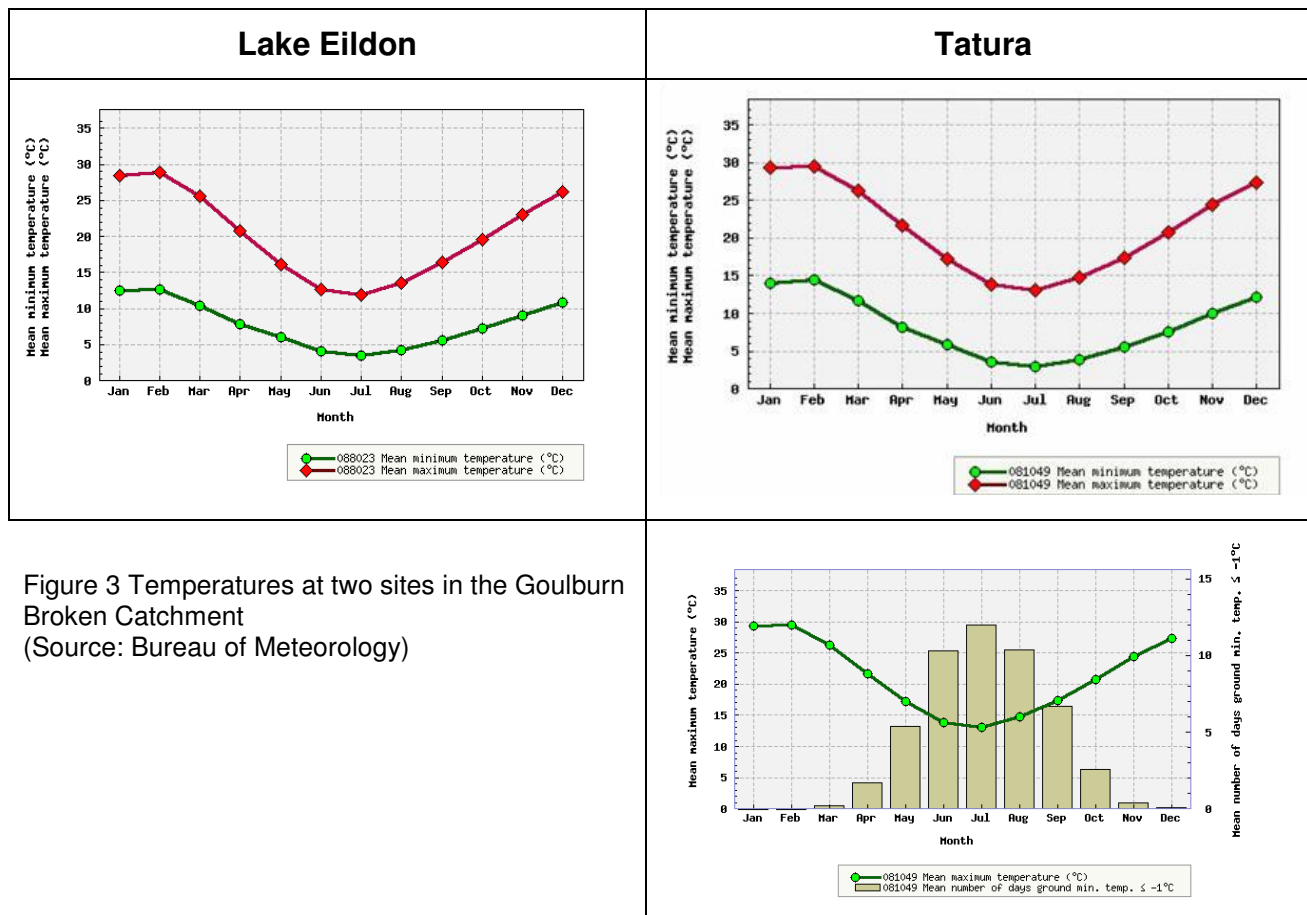 Lake Eildon
Tatura
Mean minimum temperature (°C)
Mean maximum temperature (°C)
35
30
25
20
15
10
5
0
Jan Feb Mar Apr May Jun Jul Aug Sep Oct Nov Dec
Month
088023 Mean minimum temperature (°C)
088023 Mean maximum temperature (°C)
Mean minimum temperature (°C)
Mean maximum temperature (°C)
35
30
25
20
15
10
5
0
Jan Feb Mar Apr May Jun Jul Aug Sep Oct Nov Dec
Month
081049 Mean minimum temperature (°C)
081049 Mean maximum temperature (°C)
Figure 3 Temperatures at two sites in the Goulburn
Broken Catchment
(Source: Bureau of Meteorology)
Mean maximum temperature (°C)
35
30
25
20
15
10
5
0
Jan Feb Mar Apr May Jun Jul Aug Sep Oct Nov Dec
Month
15
10
5
0
Mean number of days ground min. temp. ≤ -1°C
081049 Mean maximum temperature (°C)
081049 Mean number of days ground min. temp. ≤ -1°C